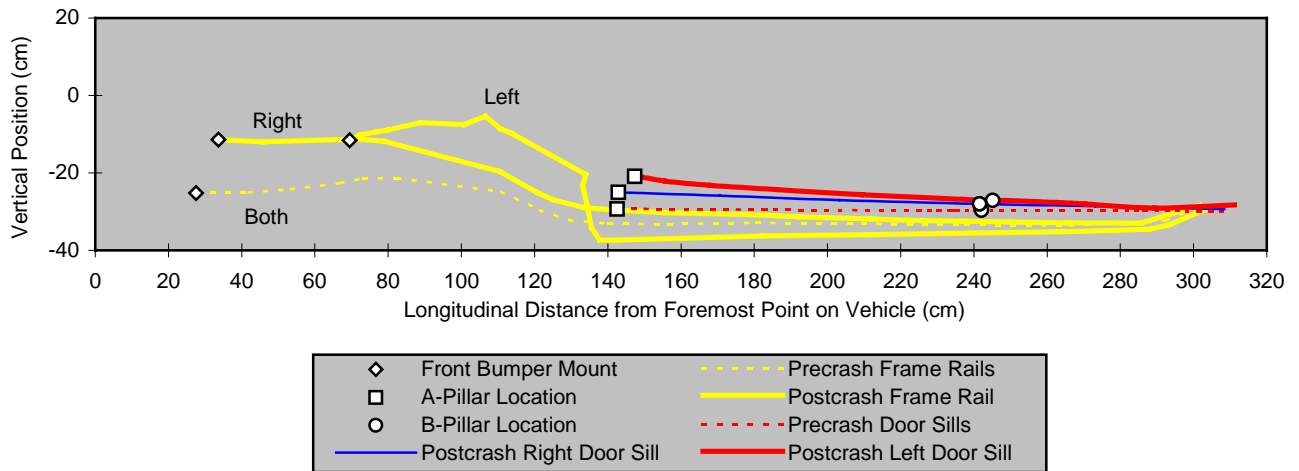 20
0
-20
-40
Vertical Position (cm)
Right
Left
Both
0 20 40 60 80 100 120 140 160 180 200 220 240 260 280 300 320
Longitudinal Distance from Foremost Point on Vehicle (cm)
Front Bumper Mount Precrash Frame Rails
A-Pillar Location Postcrash Frame Rail
B-Pillar Location Precrash Door Sills
Postcrash Right Door Sill Postcrash Left Door Sill